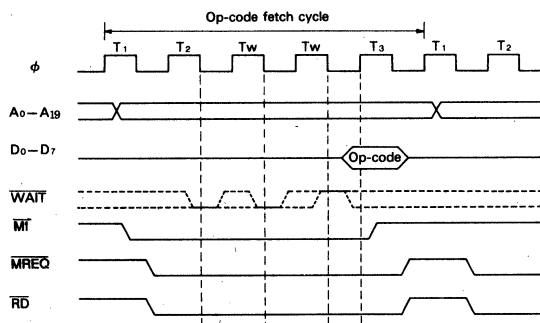 Op-code fetch cycle
T1 T2 Tw Tw T3 T1 T2
φ
A0—A19
D0—D7
Op-code
WAIT
M1
MREQ
RD